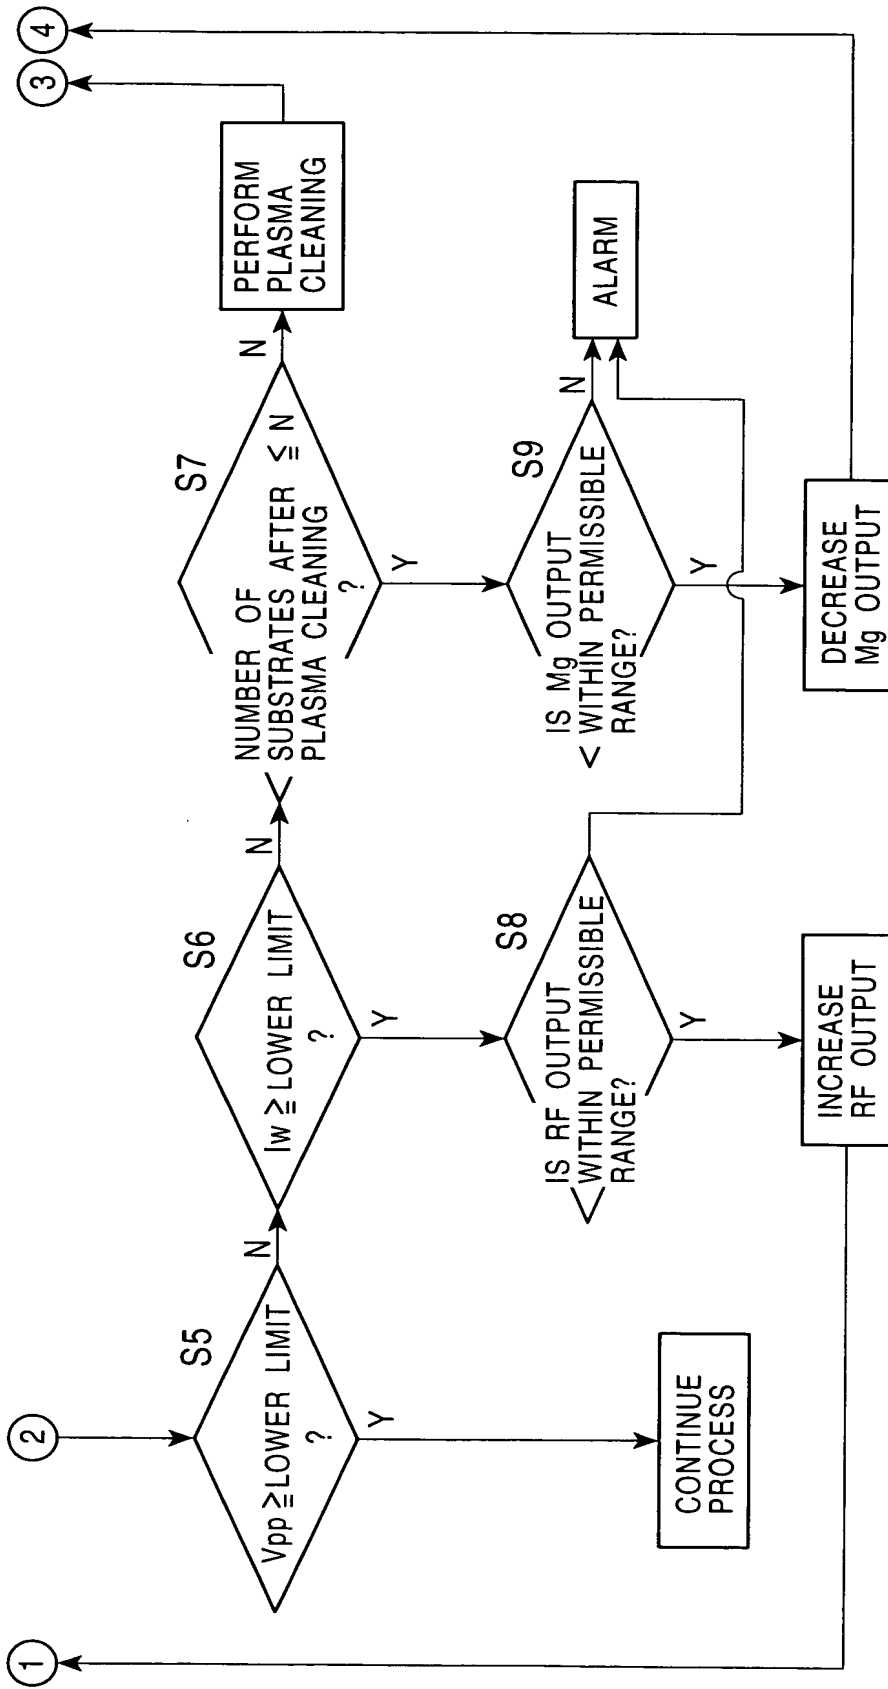 1
2
3
4
S5
Vpp ≧ LOWER LIMIT
?
N
Y
CONTINUE
PROCESS
S6
Iw ≧ LOWER LIMIT
?
N
Y
S7
NUMBER OF
SUBSTRATES AFTER ≦ N
PLASMA CLEANING
?
N
Y
PERFORM
PLASMA
CLEANING
S8
IS RF OUTPUT
WITHIN PERMISSIBLE
RANGE?
Y
INCREASE
RF OUTPUT
S9
IS Mg OUTPUT
WITHIN PERMISSIBLE
RANGE?
N
Y
ALARM
DECREASE
Mg OUTPUT